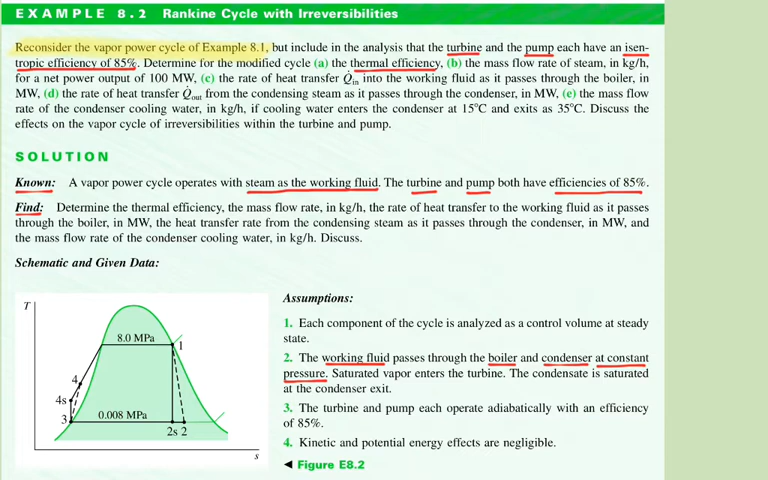 EXAMPLE 8.2 Rankine Cycle with Irreversibilities
Reconsider the vapor power cycle of Example 8.1, but include in the analysis that the turbine and the pump each have an isen-
tropic efficiency of 85%. Determine for the modified cycle (a) the thermal efficiency, (b) the mass flow rate of steam, in kg/h,
for a net power output of 100 MW, (c) the rate of heat transfer Q̇in into the working fluid as it passes through the boiler, in
MW, (d) the rate of heat transfer Q̇out from the condensing steam as it passes through the condenser, in MW, (e) the mass flow
rate of the condenser cooling water, in kg/h, if cooling water enters the condenser at 15°C and exits as 35°C. Discuss the
effects on the vapor cycle of irreversibilities within the turbine and pump.
SOLUTION
Known: A vapor power cycle operates with steam as the working fluid. The turbine and pump both have efficiencies of 85%.
Find: Determine the thermal efficiency, the mass flow rate, in kg/h, the rate of heat transfer to the working fluid as it passes
through the boiler, in MW, the heat transfer rate from the condensing steam as it passes through the condenser, in MW, and
the mass flow rate of the condenser cooling water, in kg/h. Discuss.
Schematic and Given Data:
T
8.0 MPa
1
4
4s
3
0.008 MPa
2s 2
s
Assumptions:
1. Each component of the cycle is analyzed as a control volume at steady
state.
2. The working fluid passes through the boiler and condenser at constant
pressure. Saturated vapor enters the turbine. The condensate is saturated
at the condenser exit.
3. The turbine and pump each operate adiabatically with an efficiency
of 85%.
4. Kinetic and potential energy effects are negligible.
◄ Figure E8.2